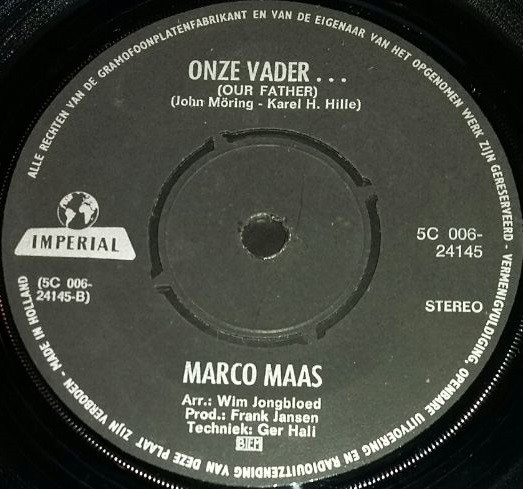 ALLE RECHTEN VAN DE GRAMOFOONPLATENFABRIKANT EN VAN DE EIGENAAR VAN HET OPGENOMEN WERK ZIJN GERESERVEERD - VERMENIGVULDIGING, OPENBARE UITVOERING EN RADIOUITZENDING VAN DEZE PLAAT ZIJN VERBODEN - MADE IN HOLLAND
ONZE VADER . . .
(OUR FATHER)
(John Möring - Karel H. Hille)
IMPERIAL
(5C 006-
24145-B)
5C 006-
24145
STEREO
MARCO MAAS
Arr.: Wim Jongbloed
Prod.: Frank Jansen
Techniek: Ger Hali
BIEM